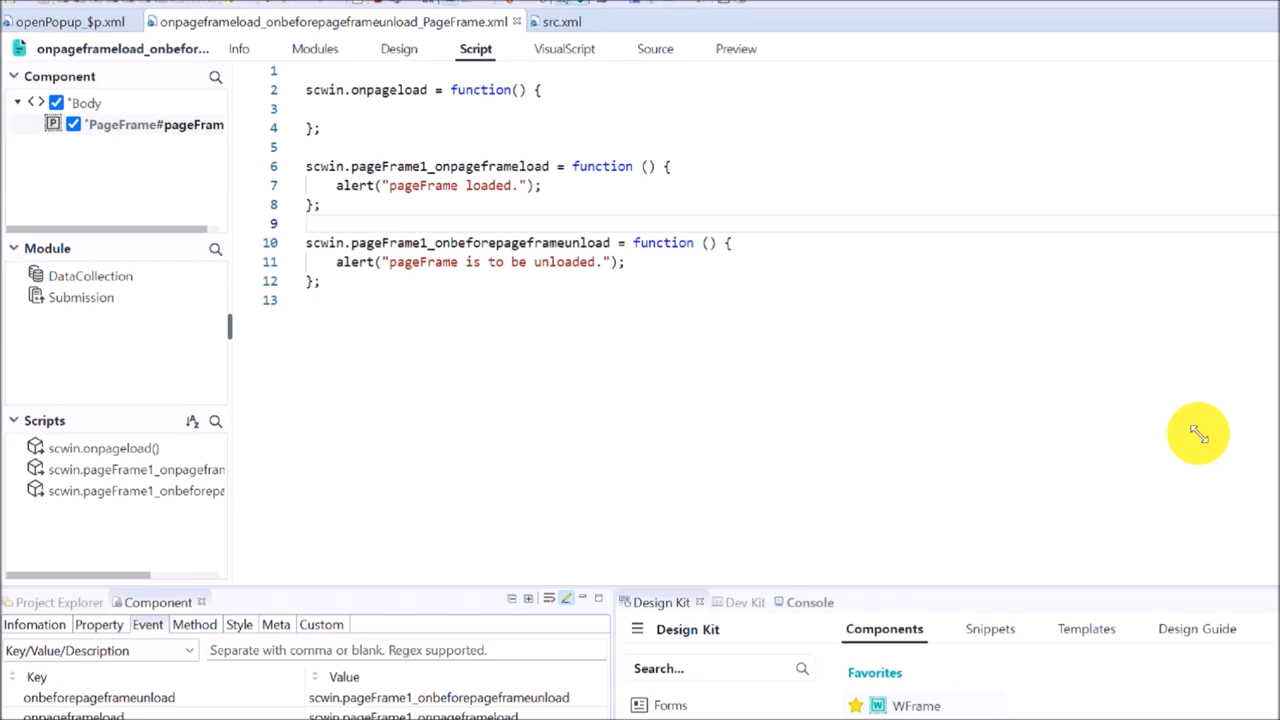 openPopup_$p.xml onpageframeload_onbeforepageframeunload_PageFrame.xml src.xml
onpageframeload_onbefor... Info Modules Design Script VisualScript Source Preview
Component
*Body
*PageFrame#pageFram
Module
DataCollection
Submission
Scripts
scwin.onpageload()
scwin.pageFrame1_onpagefran
scwin.pageFrame1_onbeforepa
1
2 scwin.onpageload = function() {
3
4 };
5
6 scwin.pageFrame1_onpageframeload = function () {
7 alert("pageFrame loaded.");
8 };
9
10 scwin.pageFrame1_onbeforepageframeunload = function () {
11 alert("pageFrame is to be unloaded.");
12 };
13
Project Explorer Component
Infomation Property Event Method Style Meta Custom
Key/Value/Description Separate with comma or blank. Regex supported.
Key Value
onbeforepageframeunload scwin.pageFrame1_onbeforepageframeunload
onpageframeload scwin.pageFrame1_onpageframeload
Design Kit Dev Kit Console
Design Kit Components Snippets Templates Design Guide
Search...
Forms
Favorites
WFrame